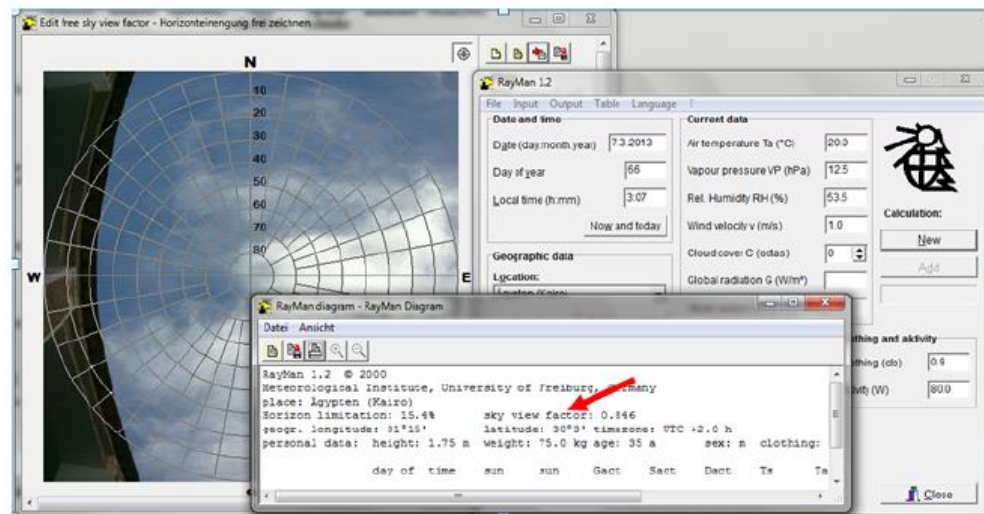 Edit free sky view factor - Horizonteinengung frei zeichnen
N
10
20
30
40
50
60
70
80
W
E
RayMan 1.2
File Input Output Table Language
Date and time
Date (day.month.year) 7.3.2013
Day of year 66
Local time (h:mm) 3:07
Now and today
Geographic data
Location:
Current data
Air temperature Ta (°C) 20.0
Vapour pressure VP (hPa) 12.5
Rel. Humidity RH (%) 53.5
Wind velocity v (m/s) 1.0
Cloud cover C (octas) 0
Global radiation G (W/m²)
Calculation:
New
Add
thing and aktivity
thing (clo) 0.9
ivity (W) 80.0
Close
RayMan diagram - RayMan Diagram
Datei Ansicht
RayMan 1.2 © 2000
Meteorological Institute, University of Freiburg, Germany
place: Ägypten (Kairo)
Horizon limitation: 15.4% sky view factor: 0.846
geogr. longitude: 31°15' latitude: 30°3' timezone: UTC +2.0 h
personal data: height: 1.75 m weight: 75.0 kg age: 35 a sex: m clothing:
day of time sun sun Gact Sact Dact Ts Ta